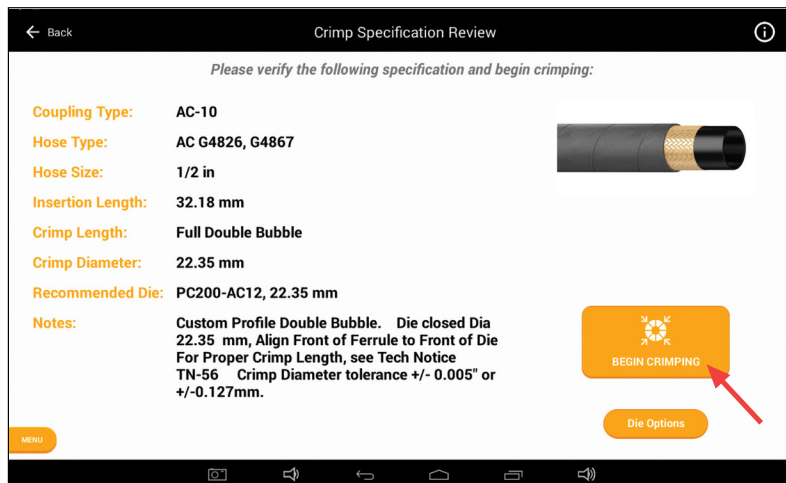 Back
Crimp Specification Review
Please verify the following specification and begin crimping:
Coupling Type: AC-10
Hose Type: AC G4826, G4867
Hose Size: 1/2 in
Insertion Length: 32.18 mm
Crimp Length: Full Double Bubble
Crimp Diameter: 22.35 mm
Recommended Die: PC200-AC12, 22.35 mm
Notes: Custom Profile Double Bubble. Die closed Dia
22.35 mm, Align Front of Ferrule to Front of Die
For Proper Crimp Length, see Tech Notice
TN-56 Crimp Diameter tolerance +/- 0.005" or
+/-0.127mm.
BEGIN CRIMPING
Die Options
MENU